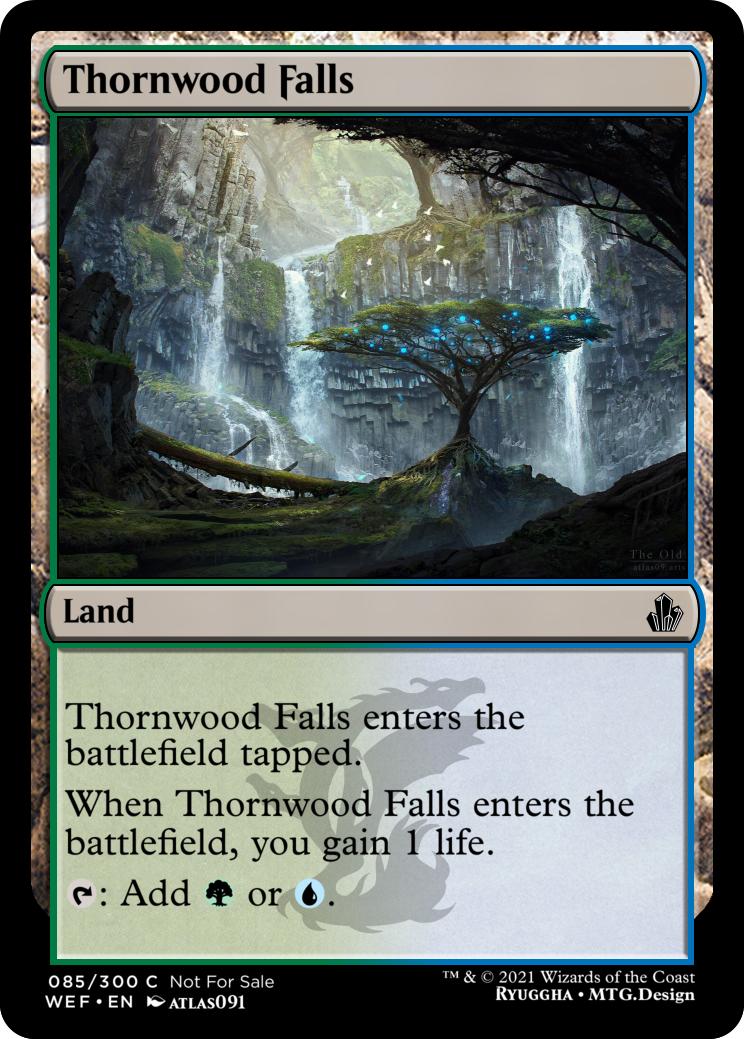 Thornwood Falls
The Old
atlas09.arts
Land
Thornwood Falls enters the
battlefield tapped.
When Thornwood Falls enters the
battlefield, you gain 1 life.
: Add or .
085/300 C Not For Sale
WEF • EN ATLAS091
™ & © 2021 Wizards of the Coast
RYUGGHA • MTG.Design